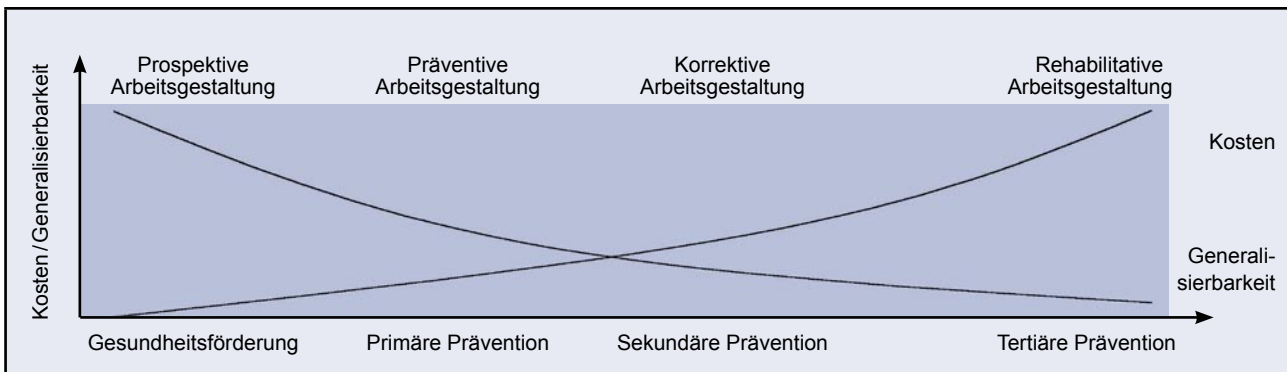 Kosten/Generalisierbarkeit
Prospektive
Arbeitsgestaltung
Präventive
Arbeitsgestaltung
Korrektive
Arbeitsgestaltung
Rehabilitative
Arbeitsgestaltung
Kosten
Generali-
sierbarkeit
Gesundheitsförderung
Primäre Prävention
Sekundäre Prävention
Tertiäre Prävention